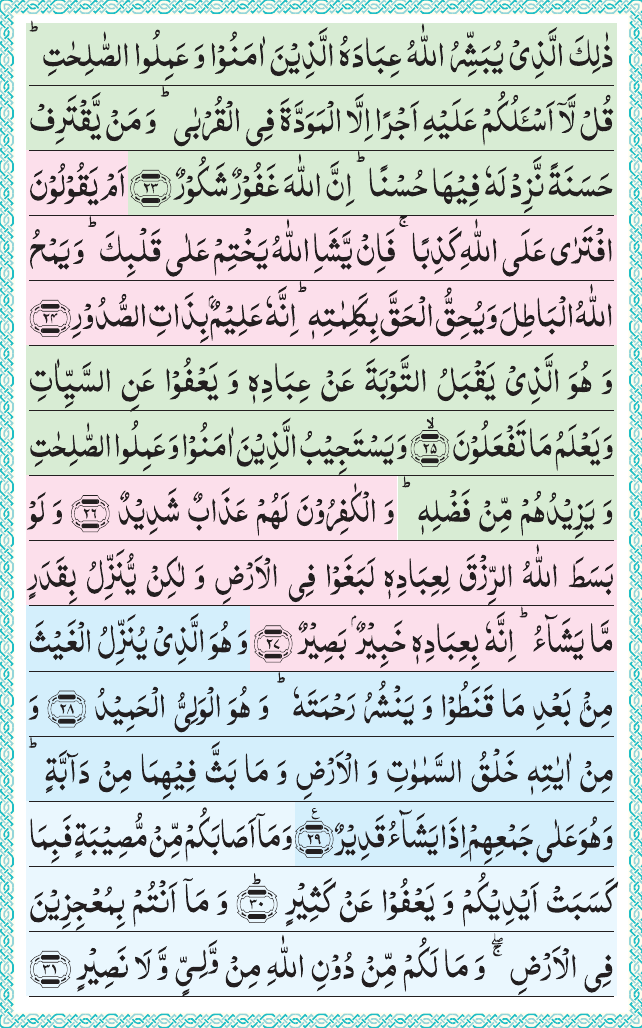 ذٰلِكَ الَّذِیْ یُبَشِّرُ اللّٰهُ عِبَادَهُ الَّذِیْنَ اٰمَنُوْا وَ عَمِلُوا الصّٰلِحٰتِ ؕ
قُلْ لَّاۤ اَسْـَٔلُكُمْ عَلَیْهِ اَجْرًا اِلَّا الْمَوَدَّةَ فِی الْقُرْبٰی ؕ وَ مَنْ یَّقْتَرِفْ
حَسَنَةً نَّزِدْ لَهٗ فِیْهَا حُسْنًا ؕ اِنَّ اللّٰهَ غَفُوْرٌ شَكُوْرٌ ﴿۲۳﴾ اَمْ یَقُوْلُوْنَ
افْتَرٰی عَلَی اللّٰهِ كَذِبًا ۚ فَاِنْ یَّشَاِ اللّٰهُ یَخْتِمْ عَلٰی قَلْبِكَ ؕ وَ یَمْحُ
اللّٰهُ الْبَاطِلَ وَ یُحِقُّ الْحَقَّ بِكَلِمٰتِهٖ ؕ اِنَّهٗ عَلِیْمٌۢ بِذَاتِ الصُّدُوْرِ ﴿۲۴﴾
وَ هُوَ الَّذِیْ یَقْبَلُ التَّوْبَةَ عَنْ عِبَادِهٖ وَ یَعْفُوْا عَنِ السَّیِّاٰتِ
وَ یَعْلَمُ مَا تَفْعَلُوْنَ ﴿ۙ۲۵﴾ وَ یَسْتَجِیْبُ الَّذِیْنَ اٰمَنُوْا وَ عَمِلُوا الصّٰلِحٰتِ
وَ یَزِیْدُهُمْ مِّنْ فَضْلِهٖ ؕ وَ الْكٰفِرُوْنَ لَهُمْ عَذَابٌ شَدِیْدٌ ﴿۲۶﴾ وَ لَوْ
بَسَطَ اللّٰهُ الرِّزْقَ لِعِبَادِهٖ لَبَغَوْا فِی الْاَرْضِ وَ لٰكِنْ یُّنَزِّلُ بِقَدَرٍ
مَّا یَشَآءُ ؕ اِنَّهٗ بِعِبَادِهٖ خَبِیْرٌۢ بَصِیْرٌ ﴿۲۷﴾ وَ هُوَ الَّذِیْ یُنَزِّلُ الْغَیْثَ
مِنْۢ بَعْدِ مَا قَنَطُوْا وَ یَنْشُرُ رَحْمَتَهٗ ؕ وَ هُوَ الْوَلِیُّ الْحَمِیْدُ ﴿۲۸﴾ وَ
مِنْ اٰیٰتِهٖ خَلْقُ السَّمٰوٰتِ وَ الْاَرْضِ وَ مَا بَثَّ فِیْهِمَا مِنْ دَآبَّةٍ ؕ
وَ هُوَ عَلٰی جَمْعِهِمْ اِذَا یَشَآءُ قَدِیْرٌ ﴿۲۹﴾ۧ وَ مَاۤ اَصَابَكُمْ مِّنْ مُّصِیْبَةٍ فَبِمَا
كَسَبَتْ اَیْدِیْكُمْ وَ یَعْفُوْا عَنْ كَثِیْرٍ ﴿ؕ۳۰﴾ وَ مَاۤ اَنْتُمْ بِمُعْجِزِیْنَ
فِی الْاَرْضِ ۚۖ وَ مَا لَكُمْ مِّنْ دُوْنِ اللّٰهِ مِنْ وَّلِیٍّ وَّ لَا نَصِیْرٍ ﴿۳۱﴾